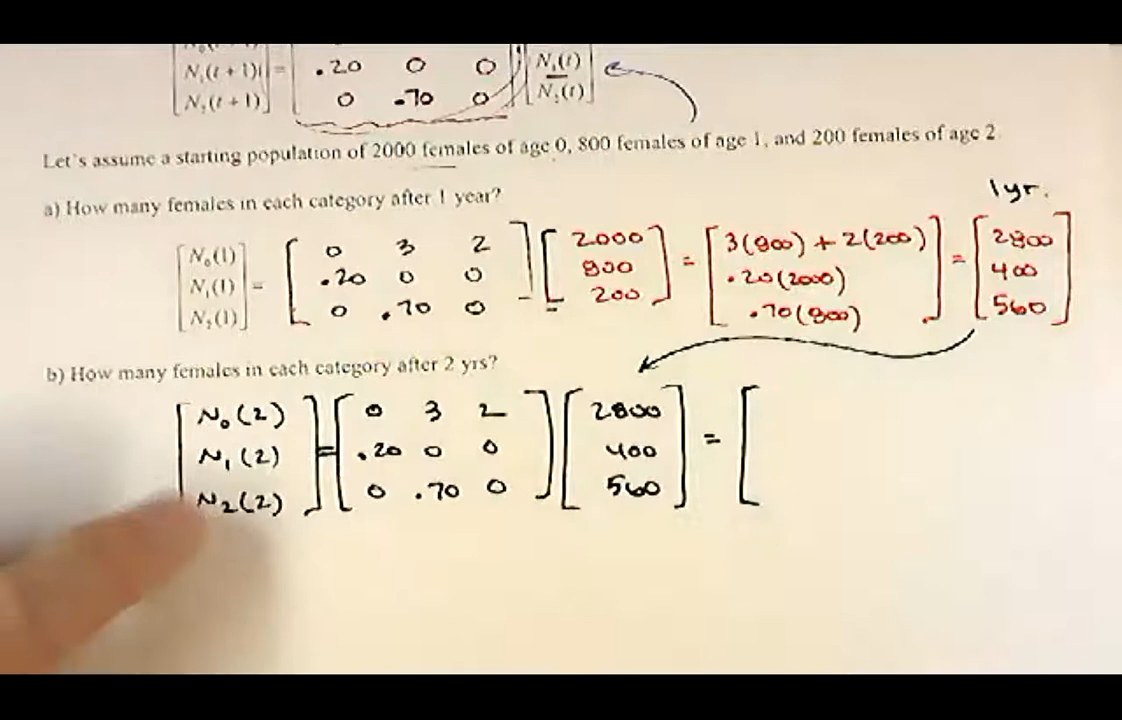 N₁(t + 1) = .20 0 0 N₁(t)
N₂(t + 1) 0 .70 0 N₂(t)
Let's assume a starting population of 2000 females of age 0, 800 females of age 1, and 200 females of age 2
a) How many females in each category after 1 year?
1yr.
N₀(1) 0 3 2 2000 3(800) + 2(200) 2800
N₁(1) = .20 0 0 800 = .20(2000) = 400
N₂(1) 0 .70 0 200 .70(800) 560
b) How many females in each category after 2 yrs?
N₀(2) 0 3 2 2800
N₁(2) = .20 0 0 400 =
N₂(2) 0 .70 0 560